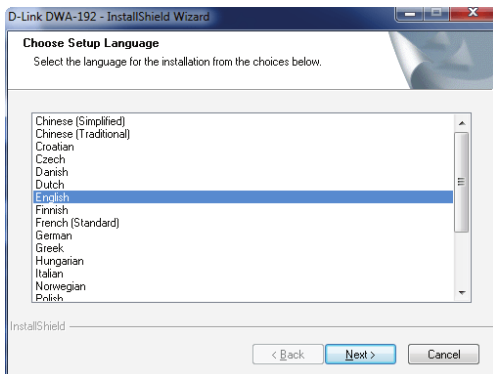 D-Link DWA-192 - InstallShield Wizard
Choose Setup Language
Select the language for the installation from the choices below.
Chinese (Simplified)
Chinese (Traditional)
Croatian
Czech
Danish
Dutch
English
Finnish
French (Standard)
German
Greek
Hungarian
Italian
Norwegian
Polish
InstallShield
< Back
Next >
Cancel